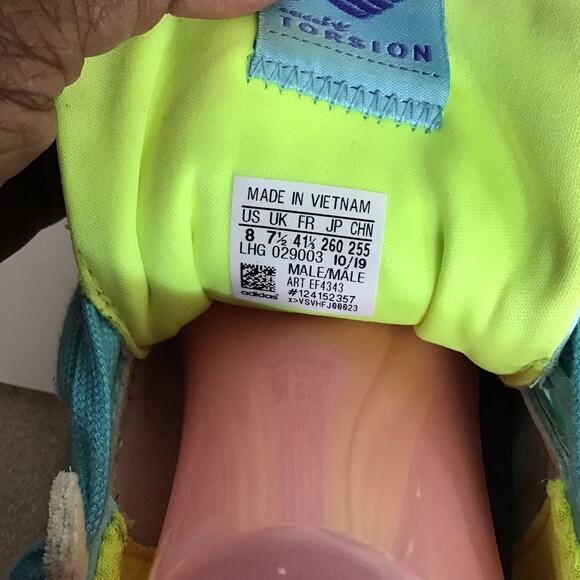 TORSION
MADE IN VIETNAM
US UK FR JP CHN
8 7½ 41⅓ 260 255
LHG 029003 10/19
MALE/MÂLE
ART EF4343
adidas #124152357
x>VSVHFJ00023